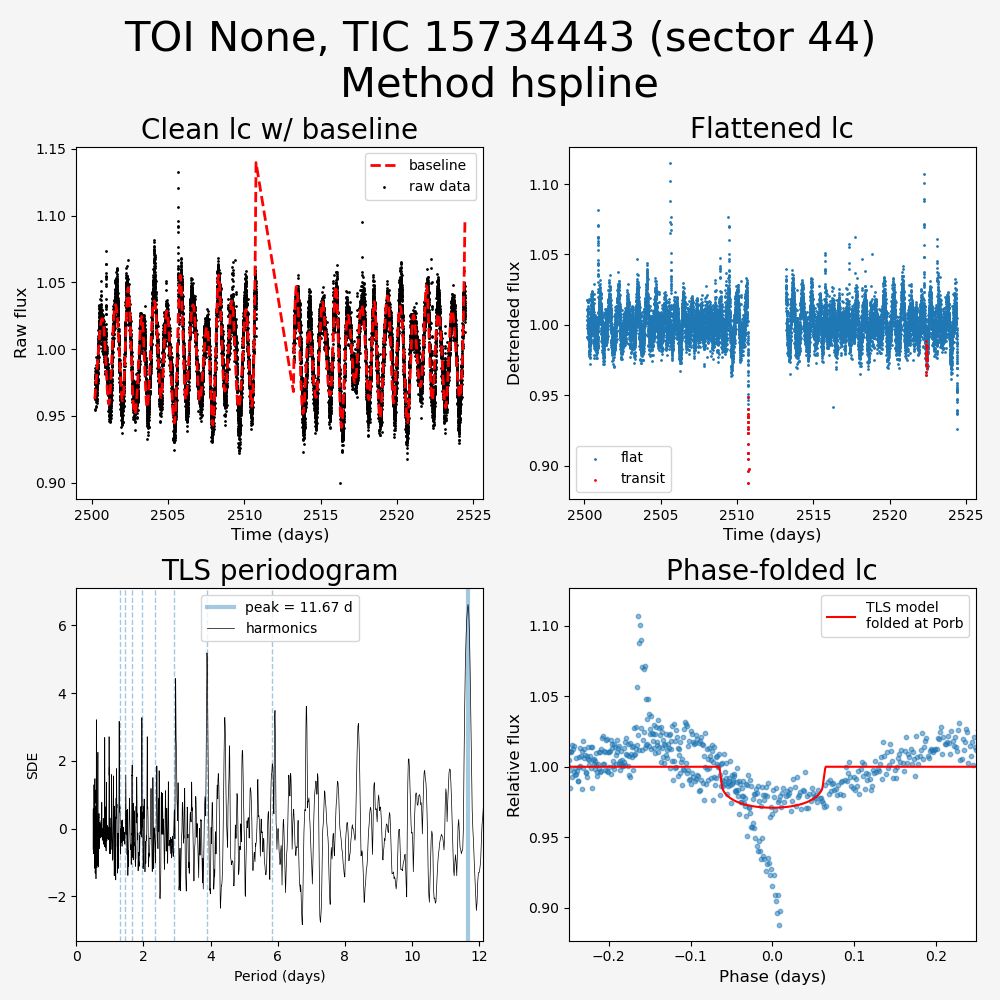 TOI None, TIC 15734443 (sector 44)
Method hspline
Clean lc w/ baseline
Flattened lc
1.15
1.10
1.05
1.00
0.95
0.90
Raw flux
baseline
raw data
2500
2505
2510
2515
2520
2525
Time (days)
1.10
1.05
1.00
0.95
0.90
Detrended flux
flat
transit
2500
2505
2510
2515
2520
2525
Time (days)
TLS periodogram
Phase-folded lc
6
4
2
0
−2
SDE
peak = 11.67 d
harmonics
0
2
4
6
8
10
12
Period (days)
1.10
1.05
1.00
0.95
0.90
Relative flux
TLS model
folded at Porb
−0.2
−0.1
0.0
0.1
0.2
Phase (days)